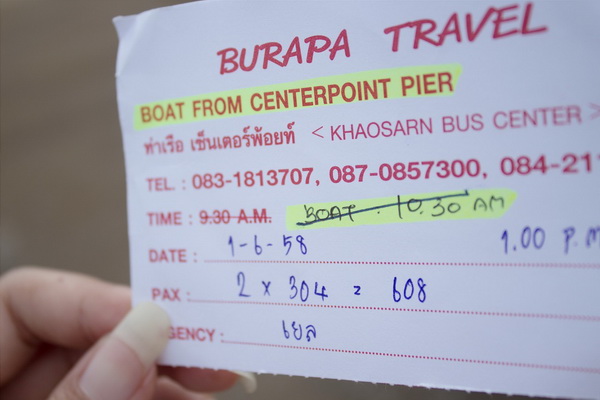 BURAPA TRAVEL
BOAT FROM CENTERPOINT PIER
ท่าเรือ เซ็นเตอร์พ้อยท์ < KHAOSARN BUS CENTER >
TEL. : 083-1813707, 087-0857300, 084-211
TIME : 9.30 A.M. BOAT . 10.30 AM
DATE : 1-6-58 1.00 P.M
PAX : 2 x 304 = 608
GENCY :